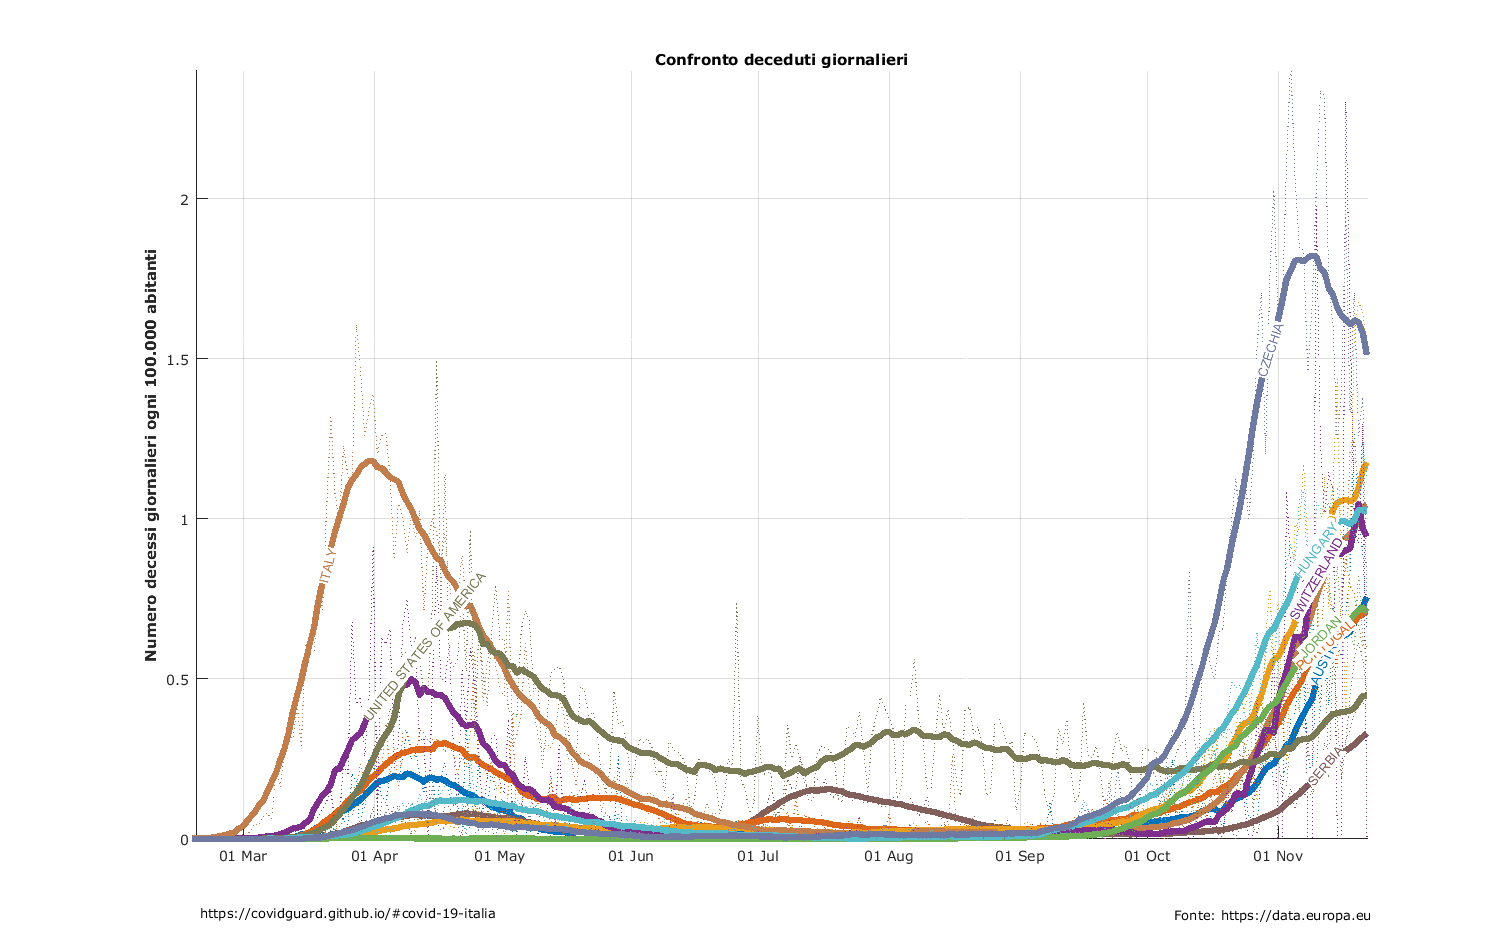 Confronto deceduti giornalieri
Numero decessi giornalieri ogni 100.000 abitanti
2
1.5
1
0.5
0
CZECHIA
ITALY
UNITED STATES OF AMERICA
HUNGARY
SWITZERLAND
JORDAN
SERBIA
01 Mar
01 Apr
01 May
01 Jun
01 Jul
01 Aug
01 Sep
01 Oct
01 Nov
https://covidguard.github.io/#covid-19-italia
Fonte: https://data.europa.eu